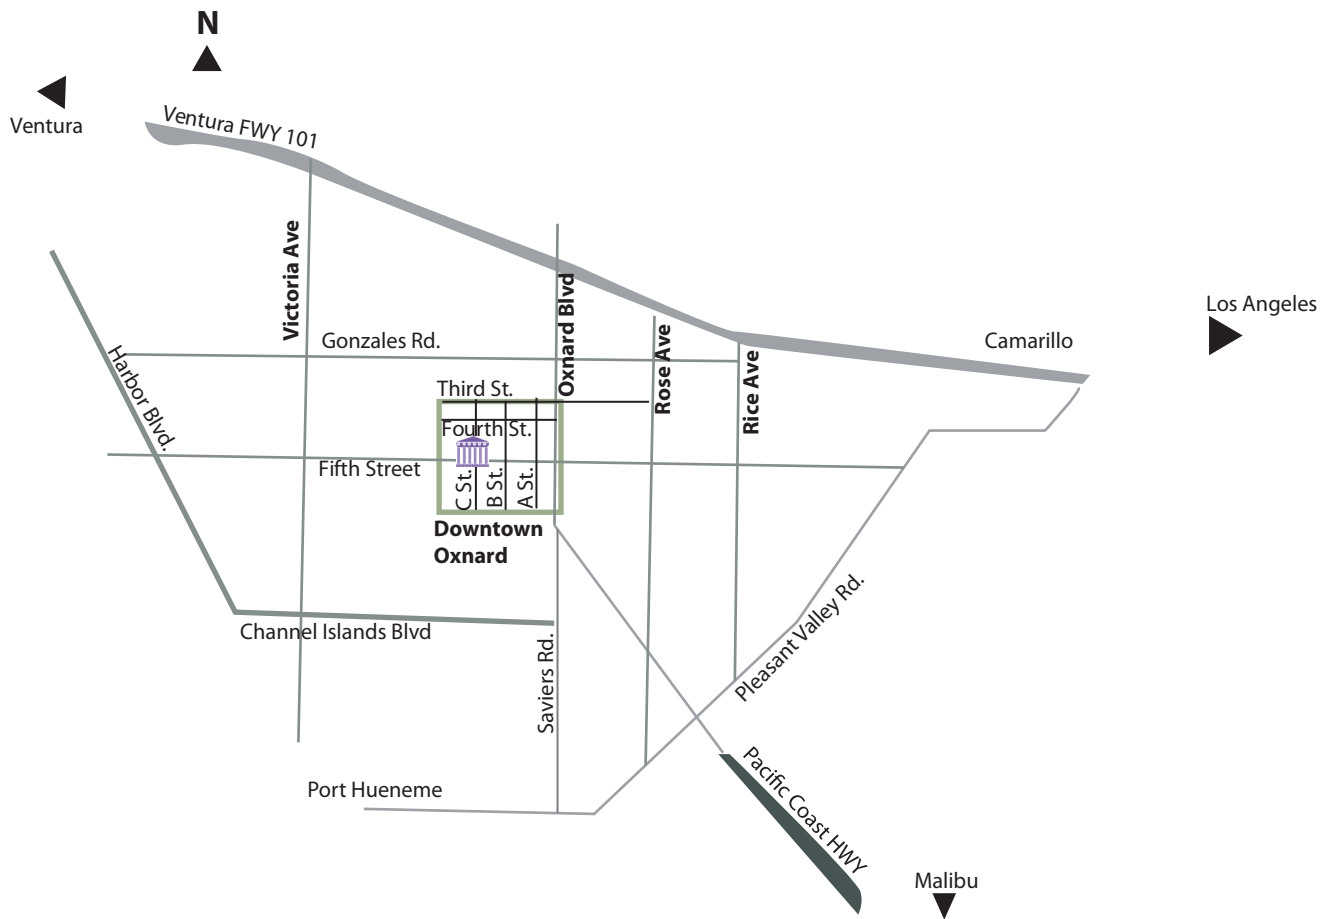 N
Ventura
Ventura FWY 101
Los Angeles
Camarillo
Victoria Ave
Oxnard Blvd
Gonzales Rd.
Rose Ave
Rice Ave
Harbor Blvd.
Third St.
Fourth St.
Fifth Street
C St.
B St.
A St.
Downtown
Oxnard
Channel Islands Blvd
Saviers Rd.
Pleasant Valley Rd.
Port Hueneme
Pacific Coast HWY
Malibu